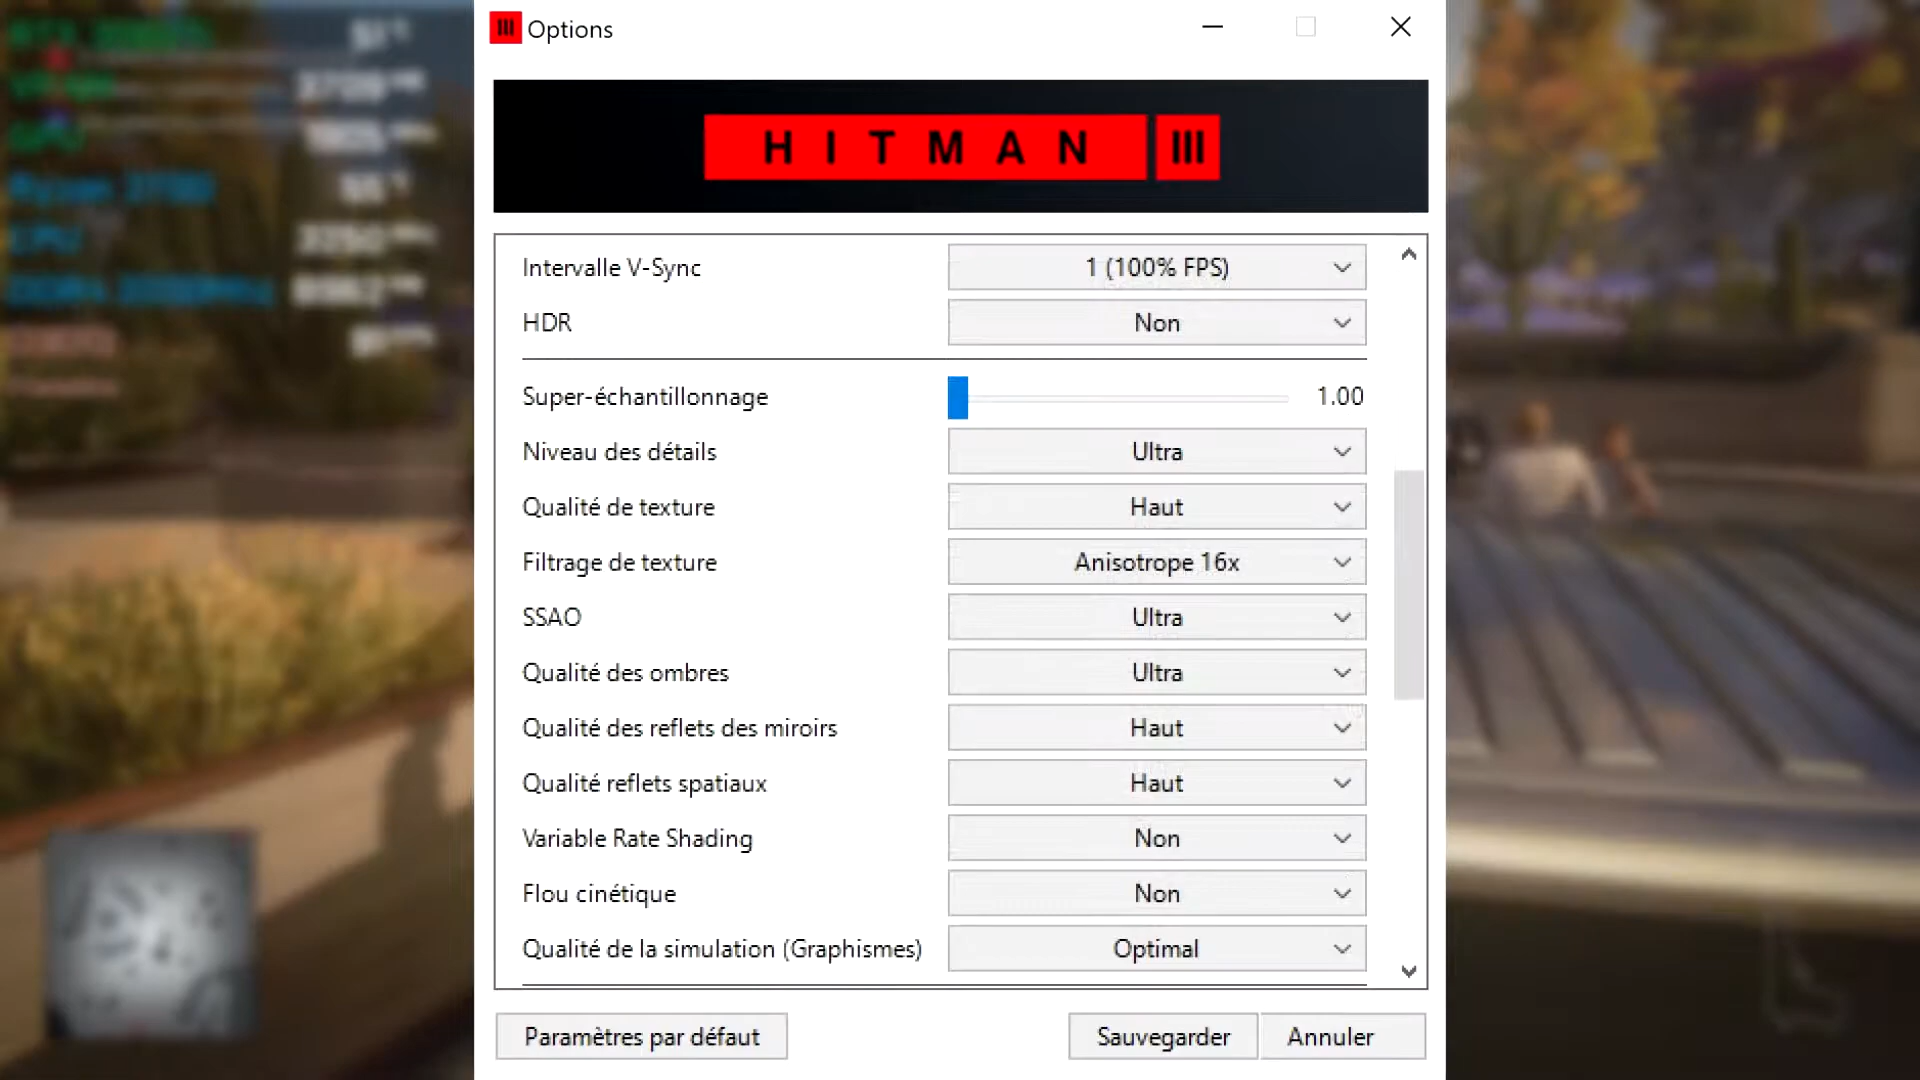 Options
HITMAN III
Intervalle V-Sync 1 (100% FPS)
HDR Non
Super-échantillonnage 1.00
Niveau des détails Ultra
Qualité de texture Haut
Filtrage de texture Anisotrope 16x
SSAO Ultra
Qualité des ombres Ultra
Qualité des reflets des miroirs Haut
Qualité reflets spatiaux Haut
Variable Rate Shading Non
Flou cinétique Non
Qualité de la simulation (Graphismes) Optimal
Paramètres par défaut Sauvegarder Annuler